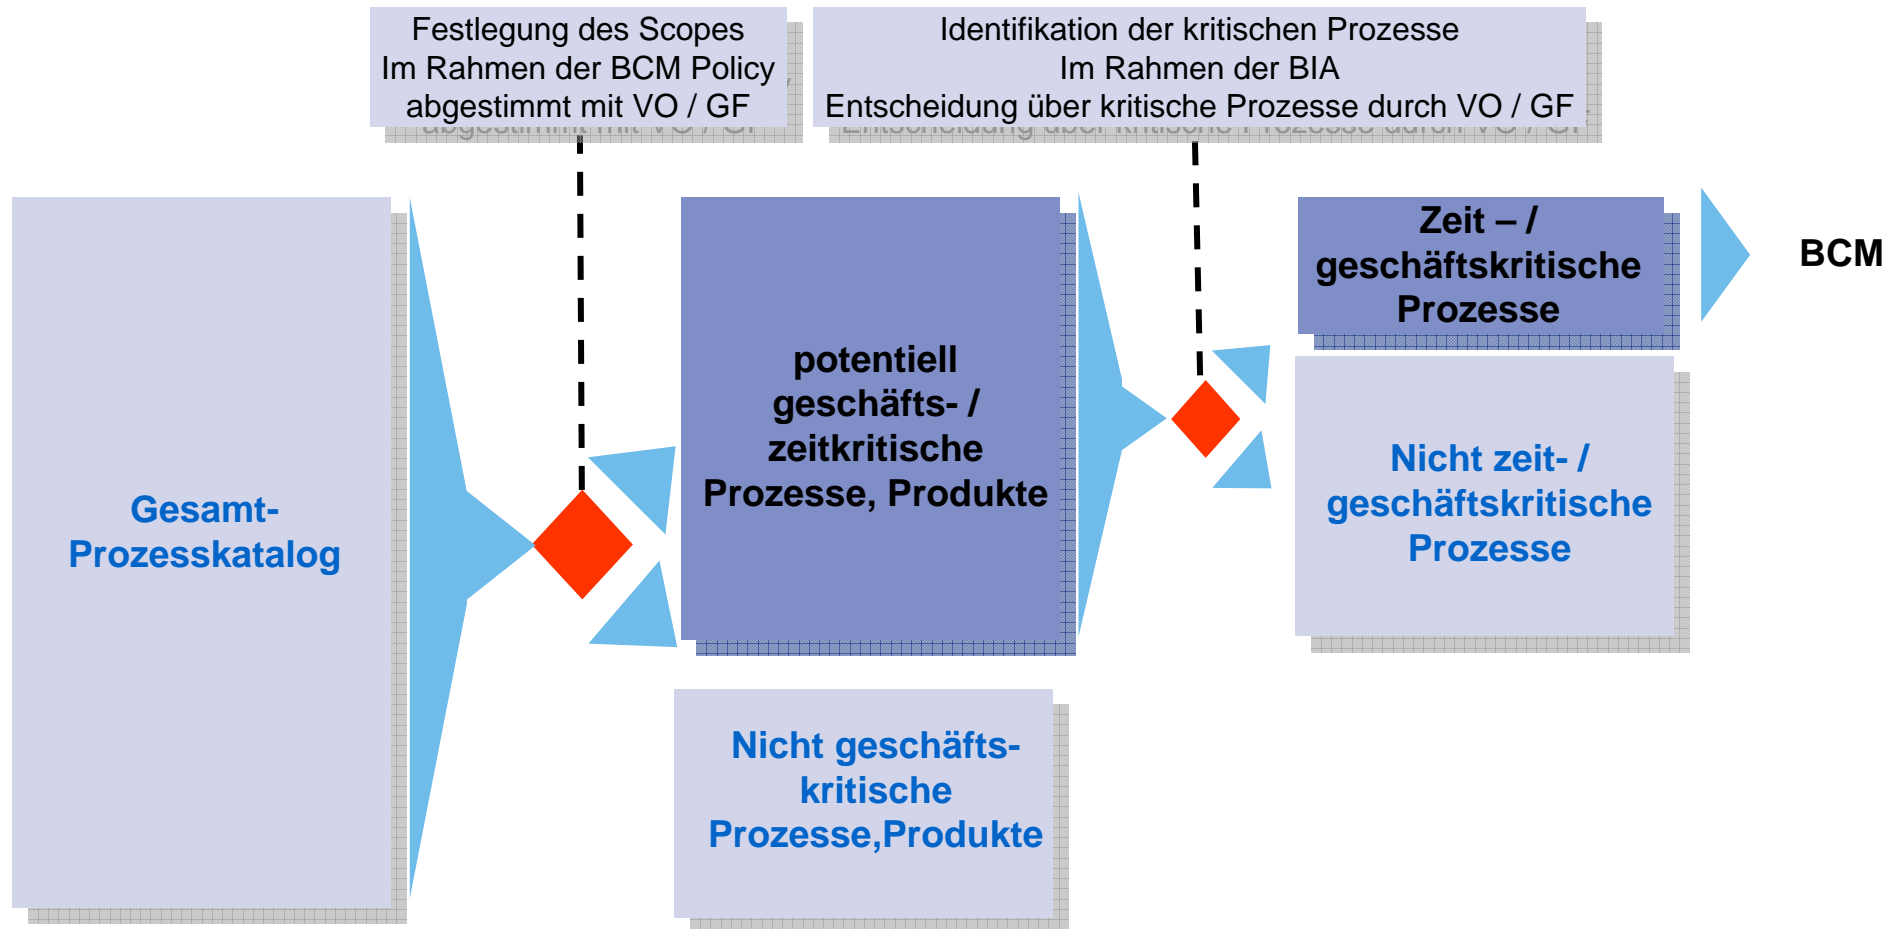 Festlegung des Scopes
Im Rahmen der BCM Policy
abgestimmt mit VO / GF
Identifikation der kritischen Prozesse
Im Rahmen der BIA
Entscheidung über kritische Prozesse durch VO / GF
Gesamt-
Prozesskatalog
potentiell
geschäfts- /
zeitkritische
Prozesse, Produkte
Nicht geschäfts-
kritische
Prozesse,Produkte
Zeit – /
geschäftskritische
Prozesse
BCM
Nicht zeit- /
geschäftskritische
Prozesse